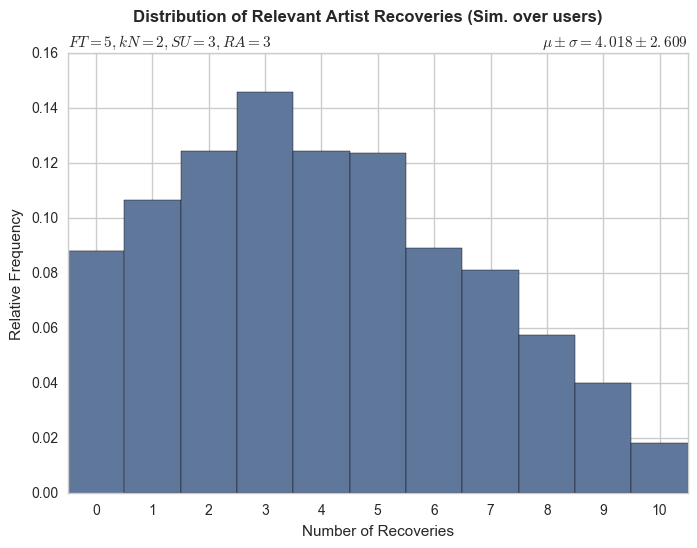 Distribution of Relevant Artist Recoveries (Sim. over users)
FT = 5, kN = 2, SU = 3, RA = 3
μ ± σ = 4.018 ± 2.609
0.16
0.14
0.12
0.10
0.08
0.06
0.04
0.02
0.00
Relative Frequency
0 1 2 3 4 5 6 7 8 9 10
Number of Recoveries